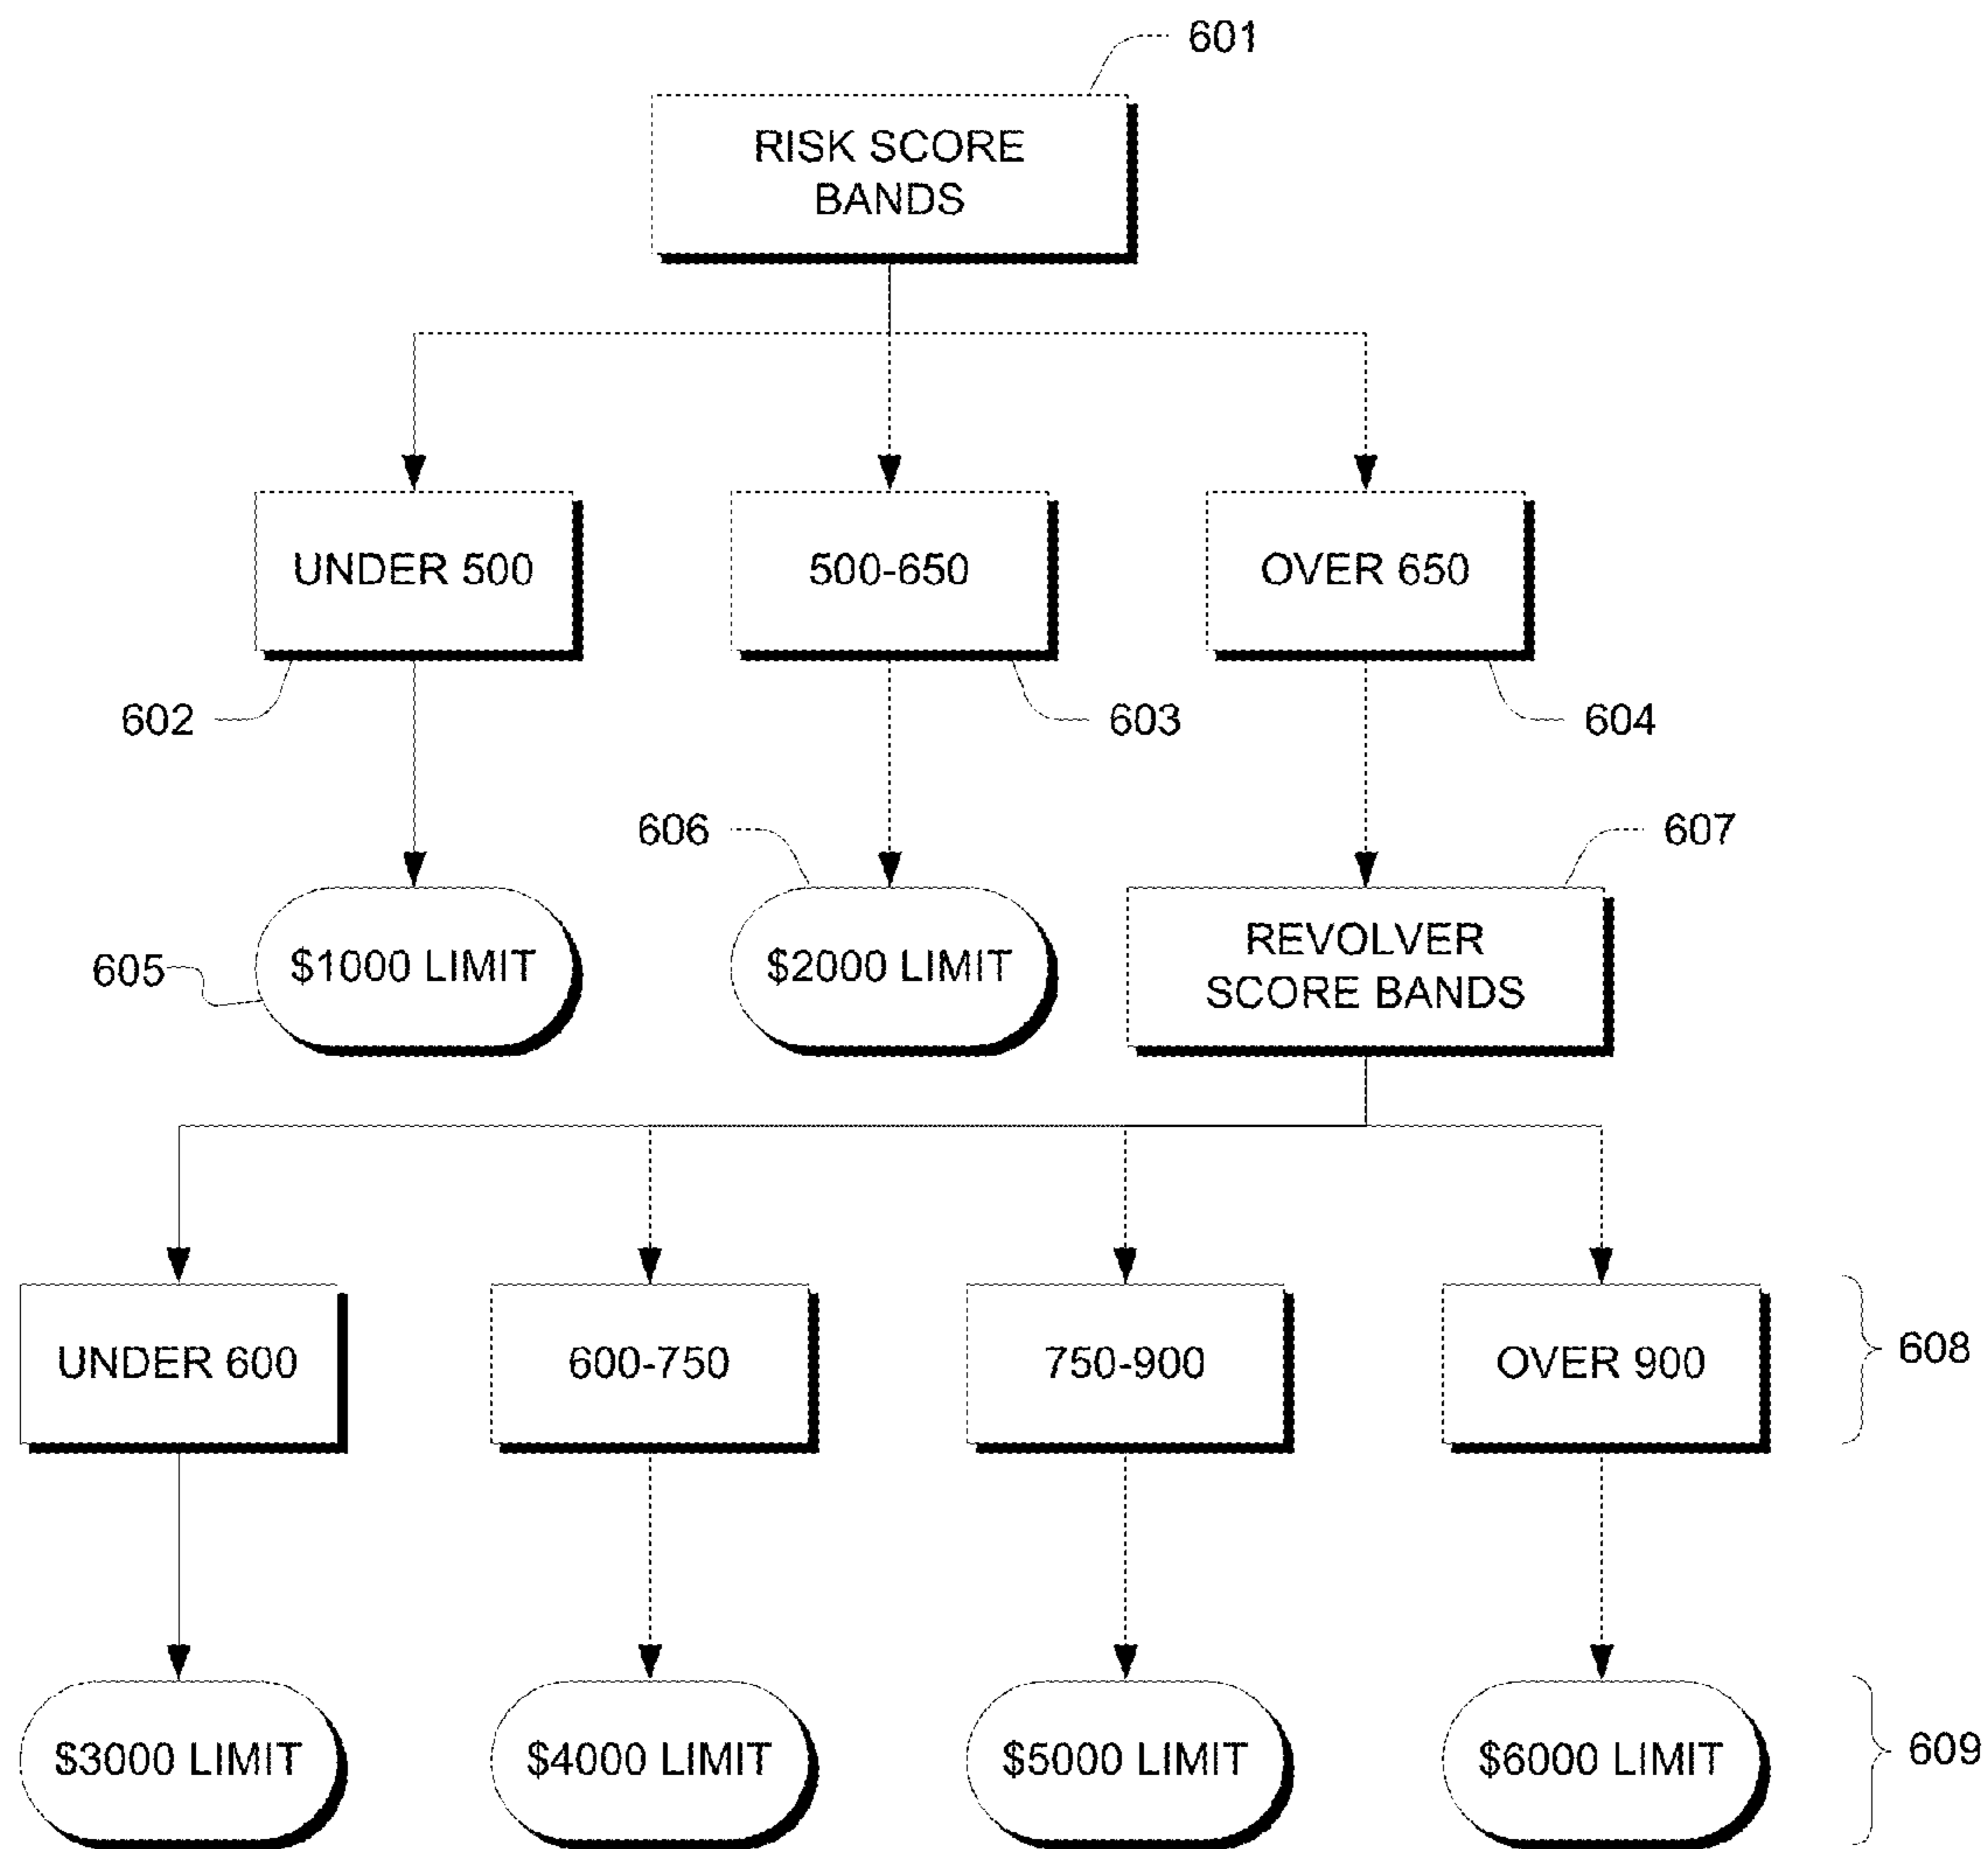 601
RISK SCORE
BANDS
UNDER 500
500-650
OVER 650
602
603
604
606
607
605
$1000 LIMIT
$2000 LIMIT
REVOLVER
SCORE BANDS
UNDER 600
600-750
750-900
OVER 900
608
$3000 LIMIT
$4000 LIMIT
$5000 LIMIT
$6000 LIMIT
609